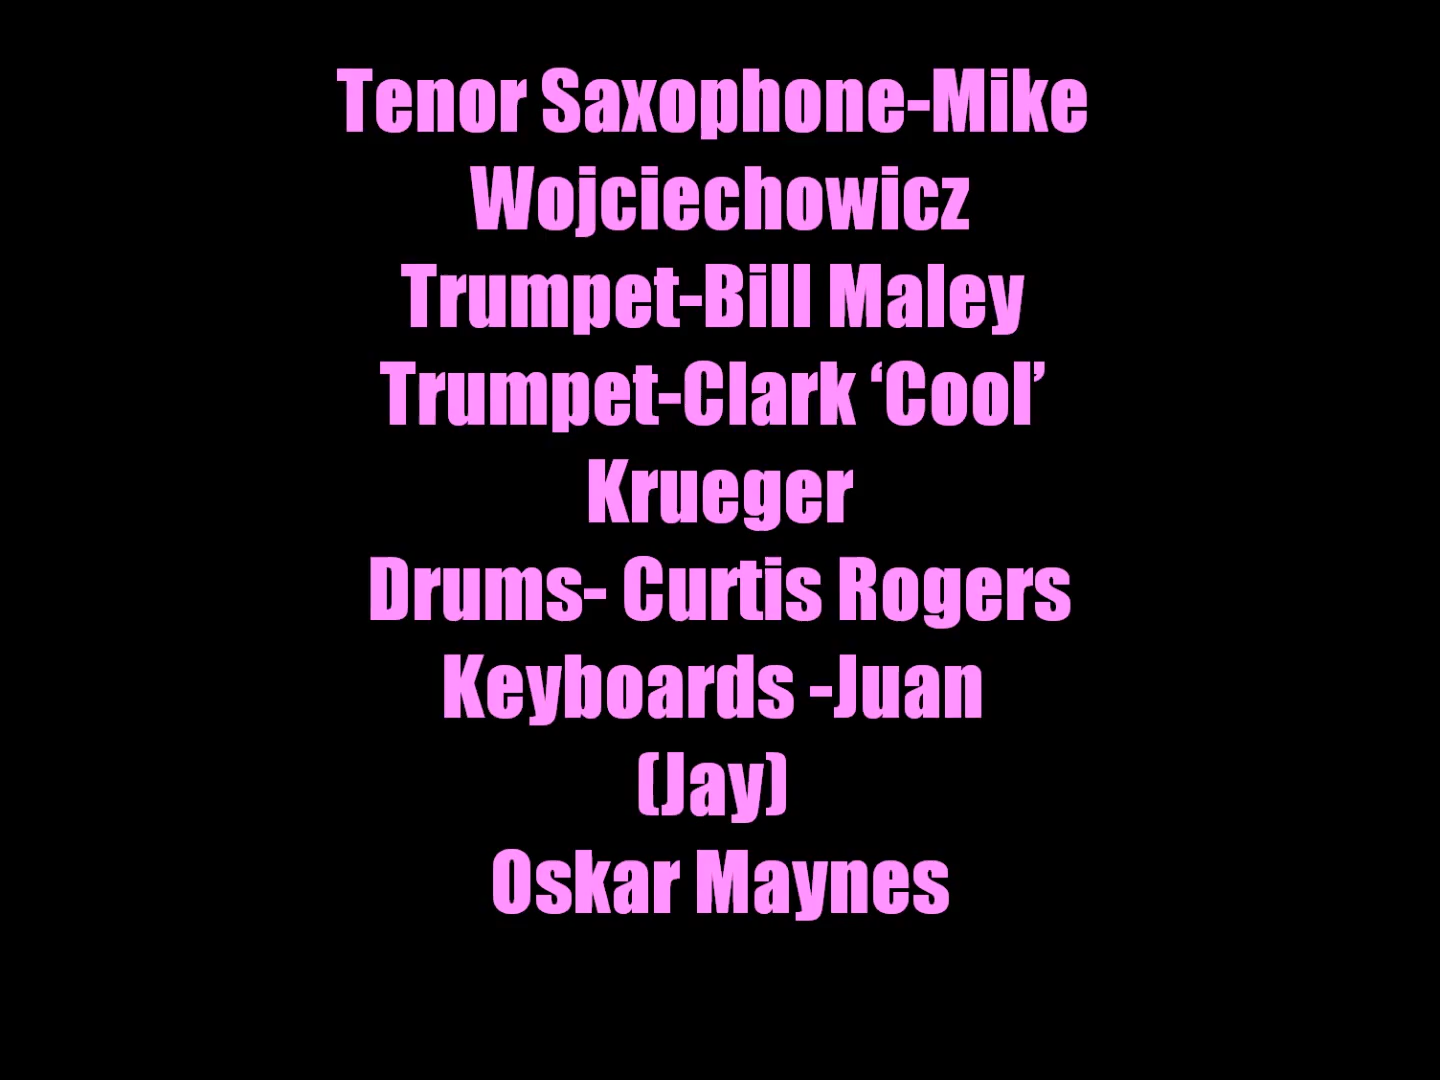 Tenor Saxophone-Mike
Wojciechowicz
Trumpet-Bill Maley
Trumpet-Clark ‘Cool’
Krueger
Drums- Curtis Rogers
Keyboards -Juan
(Jay)
Oskar Maynes